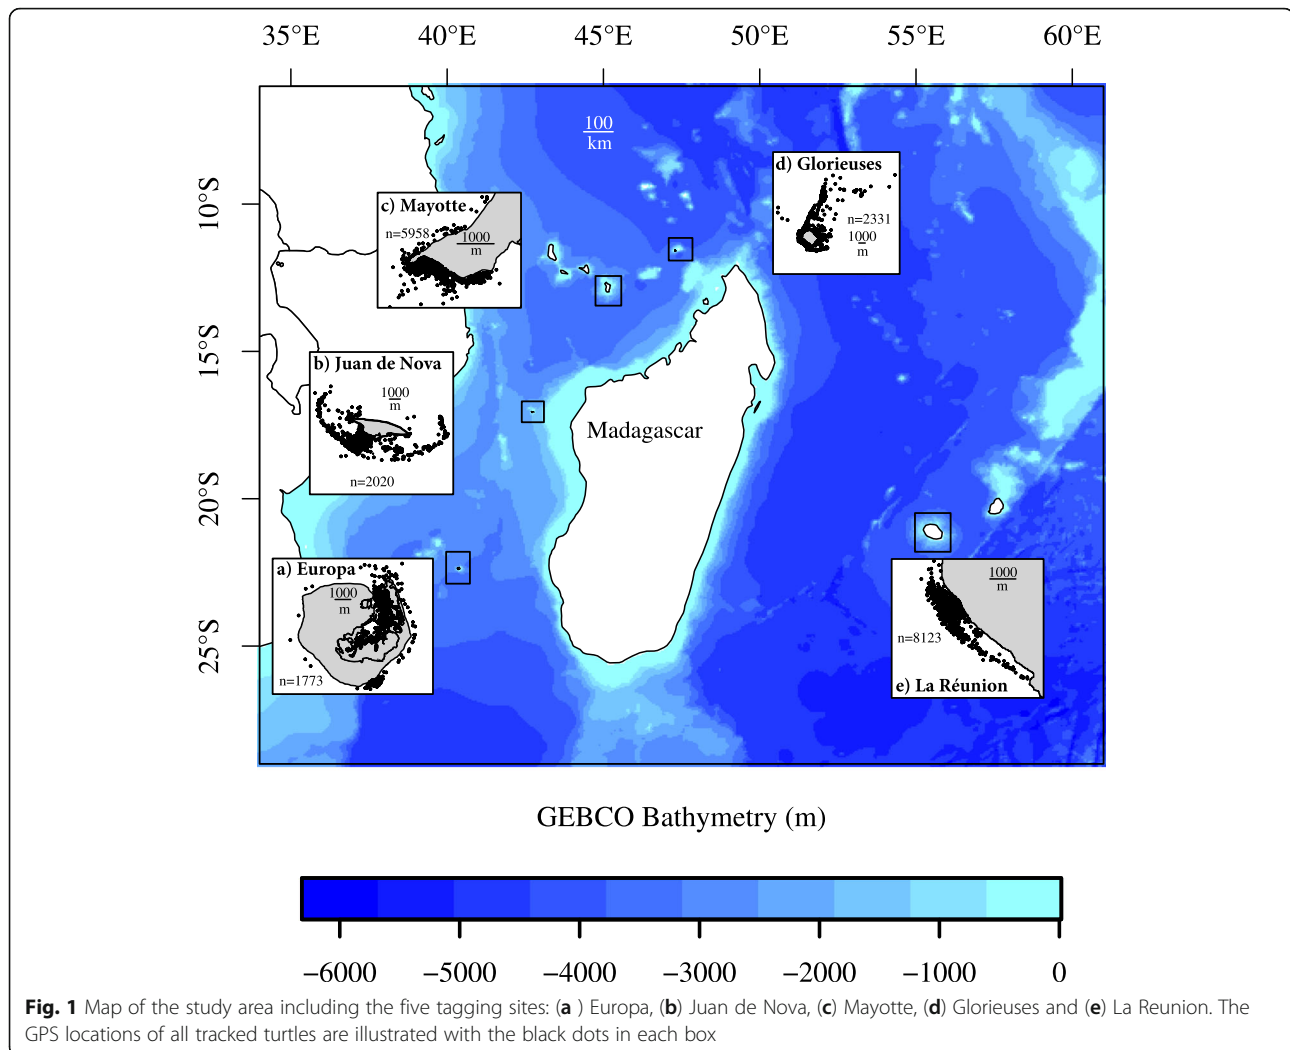 35°E 40°E 45°E 50°E 55°E 60°E
10°S
15°S
20°S
25°S
100
km
c) Mayotte
n=5958
1000
m
d) Glorieuses
n=2331
1000
m
b) Juan de Nova
1000
m
n=2020
Madagascar
a) Europa
1000
m
n=1773
1000
m
n=8123
e) La Réunion
GEBCO Bathymetry (m)
−6000 −5000 −4000 −3000 −2000 −1000 0
Fig. 1 Map of the study area including the five tagging sites: (a ) Europa, (b) Juan de Nova, (c) Mayotte, (d) Glorieuses and (e) La Reunion. The
GPS locations of all tracked turtles are illustrated with the black dots in each box